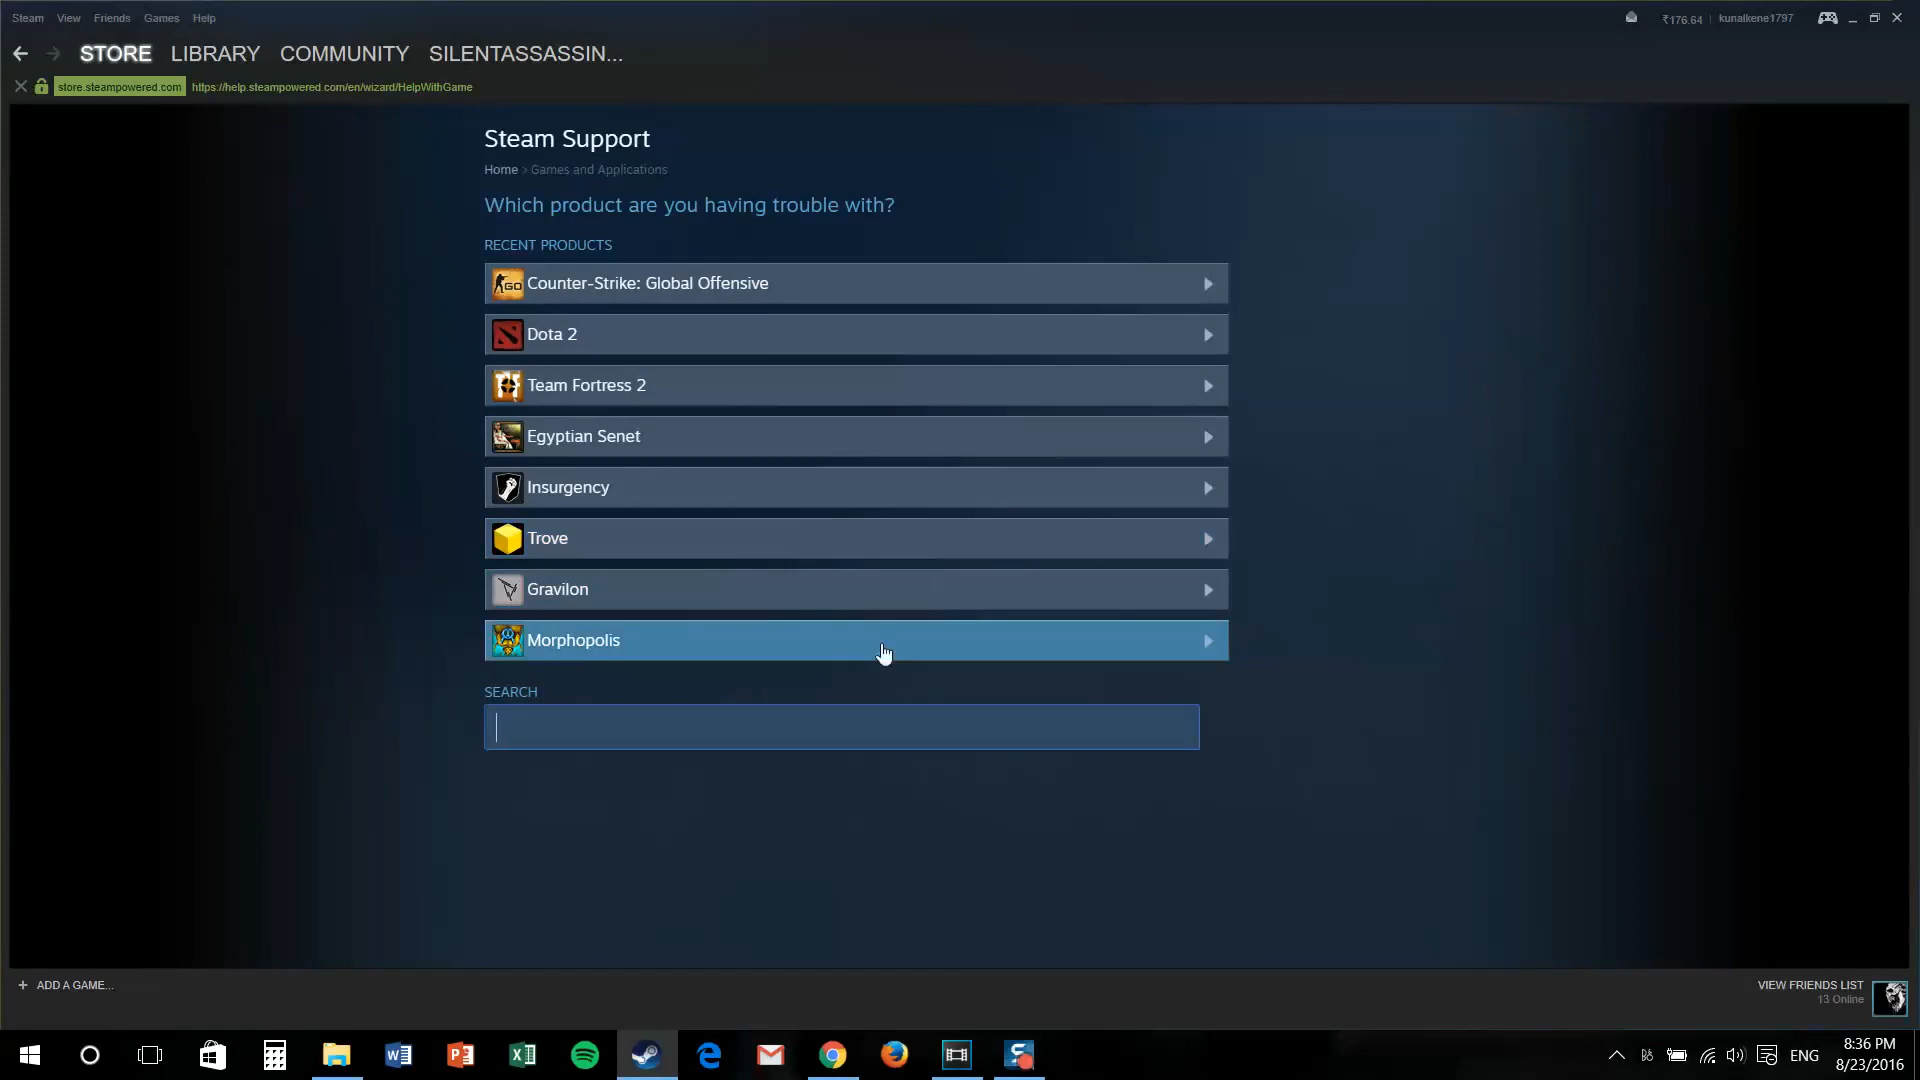 Steam View Friends Games Help
₹176.64 kunalkene1797
STORE LIBRARY COMMUNITY SILENTASSASSIN...
store.steampowered.com https://help.steampowered.com/en/wizard/HelpWithGame
Steam Support
Home > Games and Applications
Which product are you having trouble with?
RECENT PRODUCTS
Counter-Strike: Global Offensive
Dota 2
Team Fortress 2
Egyptian Senet
Insurgency
Trove
Gravilon
Morphopolis
SEARCH
+ ADD A GAME...
VIEW FRIENDS LIST
13 Online
ENG
8:36 PM
8/23/2016